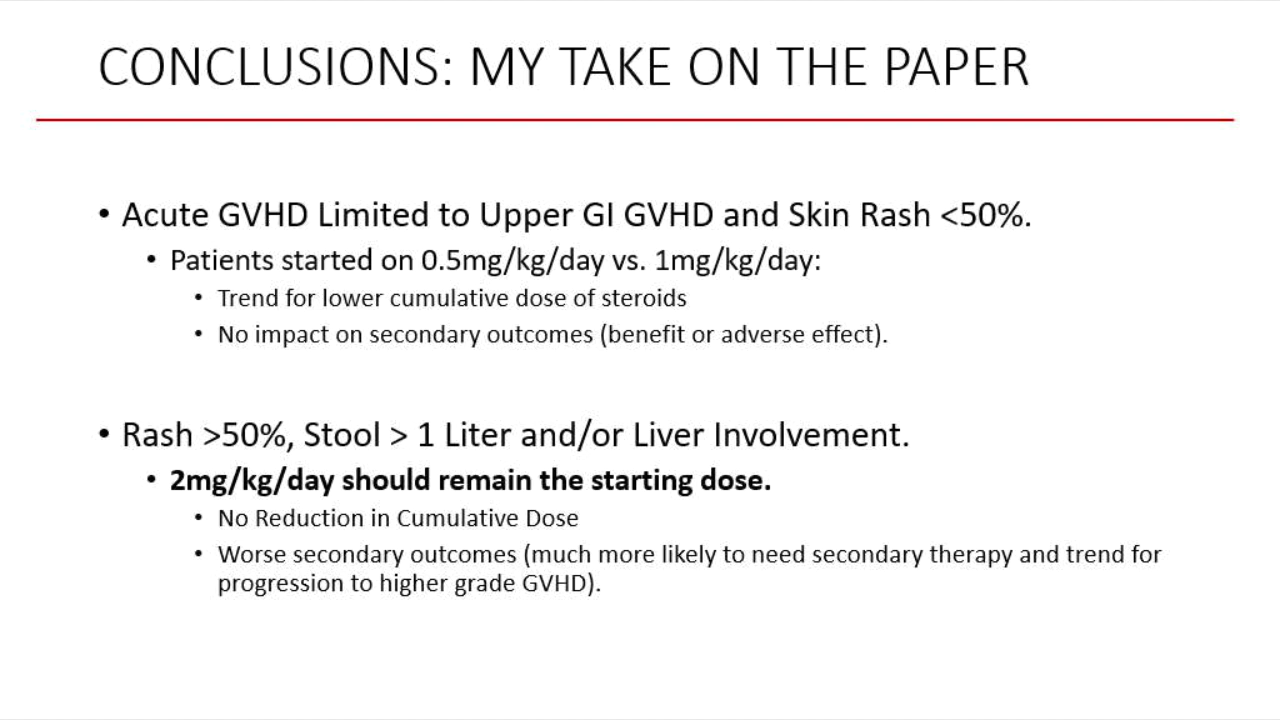 CONCLUSIONS: MY TAKE ON THE PAPER
• Acute GVHD Limited to Upper GI GVHD and Skin Rash <50%.
• Patients started on 0.5mg/kg/day vs. 1mg/kg/day:
• Trend for lower cumulative dose of steroids
• No impact on secondary outcomes (benefit or adverse effect).
• Rash >50%, Stool > 1 Liter and/or Liver Involvement.
• 2mg/kg/day should remain the starting dose.
• No Reduction in Cumulative Dose
• Worse secondary outcomes (much more likely to need secondary therapy and trend for
progression to higher grade GVHD).